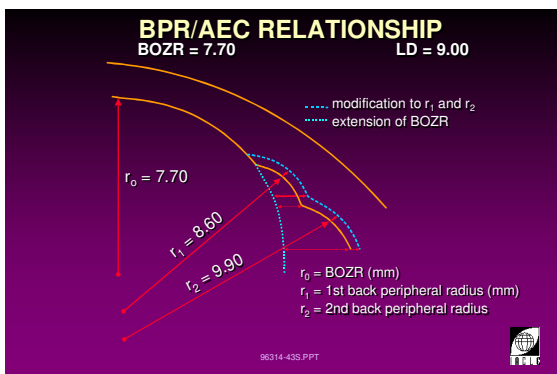 BPR/AEC RELATIONSHIP
BOZR = 7.70 LD = 9.00
modification to r₁ and r₂
extension of BOZR
rₒ = 7.70
r₁ = 8.60
r₂ = 9.90
r₀ = BOZR (mm)
r₁ = 1st back peripheral radius (mm)
r₂ = 2nd back peripheral radius
96314-43S.PPT
IACLE